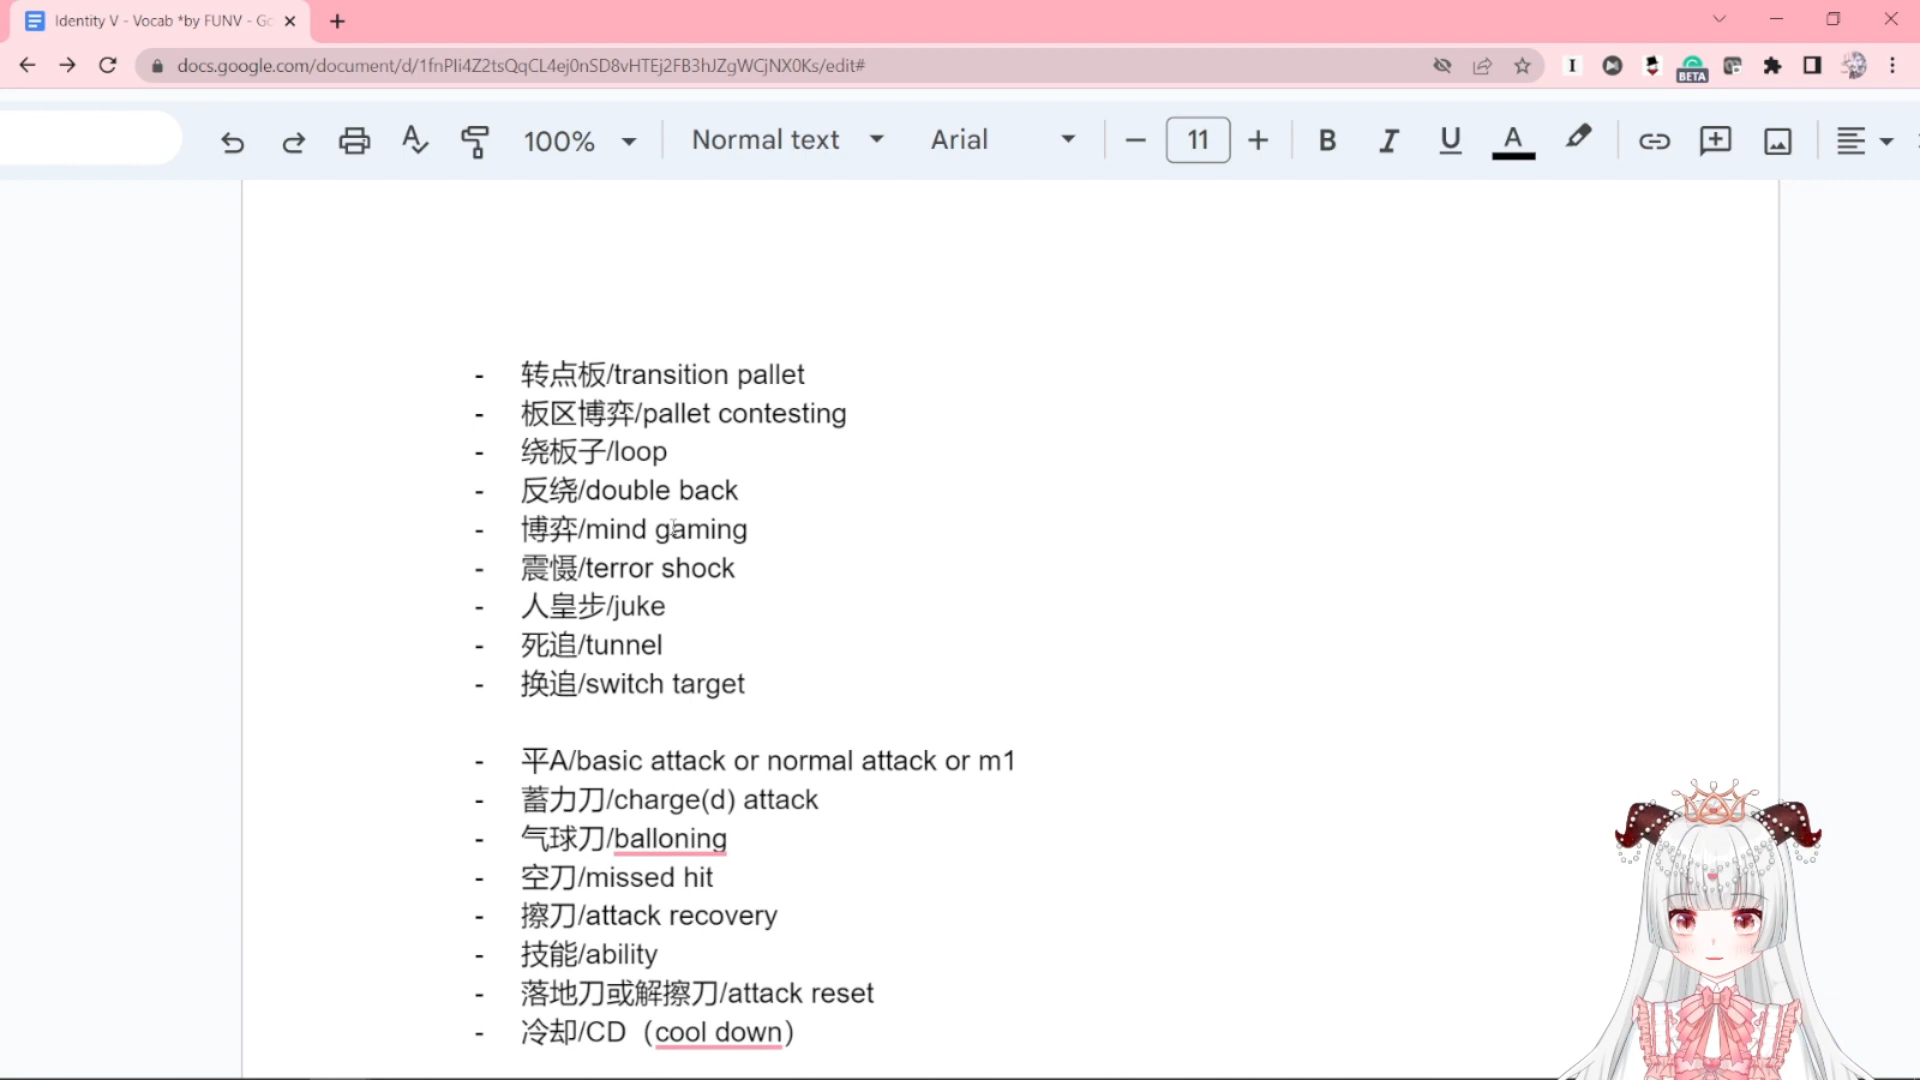 Identity V - Vocab *by FUNV - Go
docs.google.com/document/d/1fnPIi4Z2tsQqCL4ej0nSD8vHTEj2FB3hJZgWCjNX0Ks/edit#
BETA
100% Normal text Arial 11 B I U A
- 转点板/transition pallet
- 板区博弈/pallet contesting
- 绕板子/loop
- 反绕/double back
- 博弈/mind gaming
- 震慑/terror shock
- 人皇步/juke
- 死追/tunnel
- 换追/switch target
- 平A/basic attack or normal attack or m1
- 蓄力刀/charge(d) attack
- 气球刀/balloning
- 空刀/missed hit
- 擦刀/attack recovery
- 技能/ability
- 落地刀或解擦刀/attack reset
- 冷却/CD（cool down）